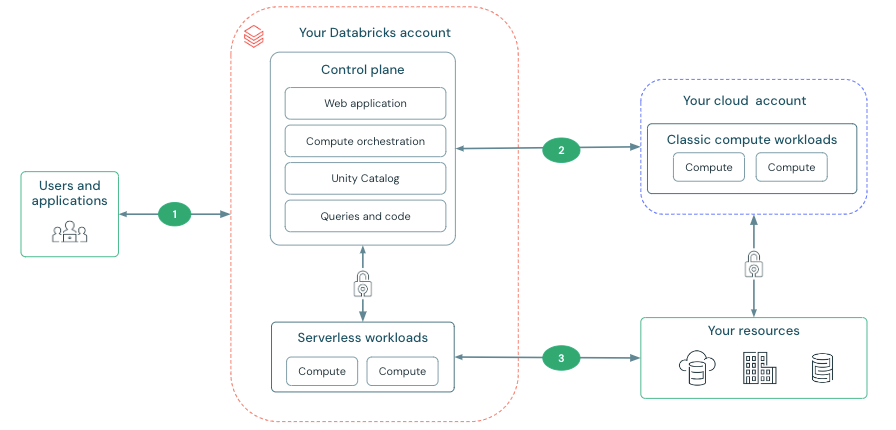 Your Databricks account
Control plane
Web application
Compute orchestration
Unity Catalog
Queries and code
Users and
applications
1
2
Your cloud account
Classic compute workloads
Compute
Compute
Serverless workloads
Compute
Compute
3
Your resources